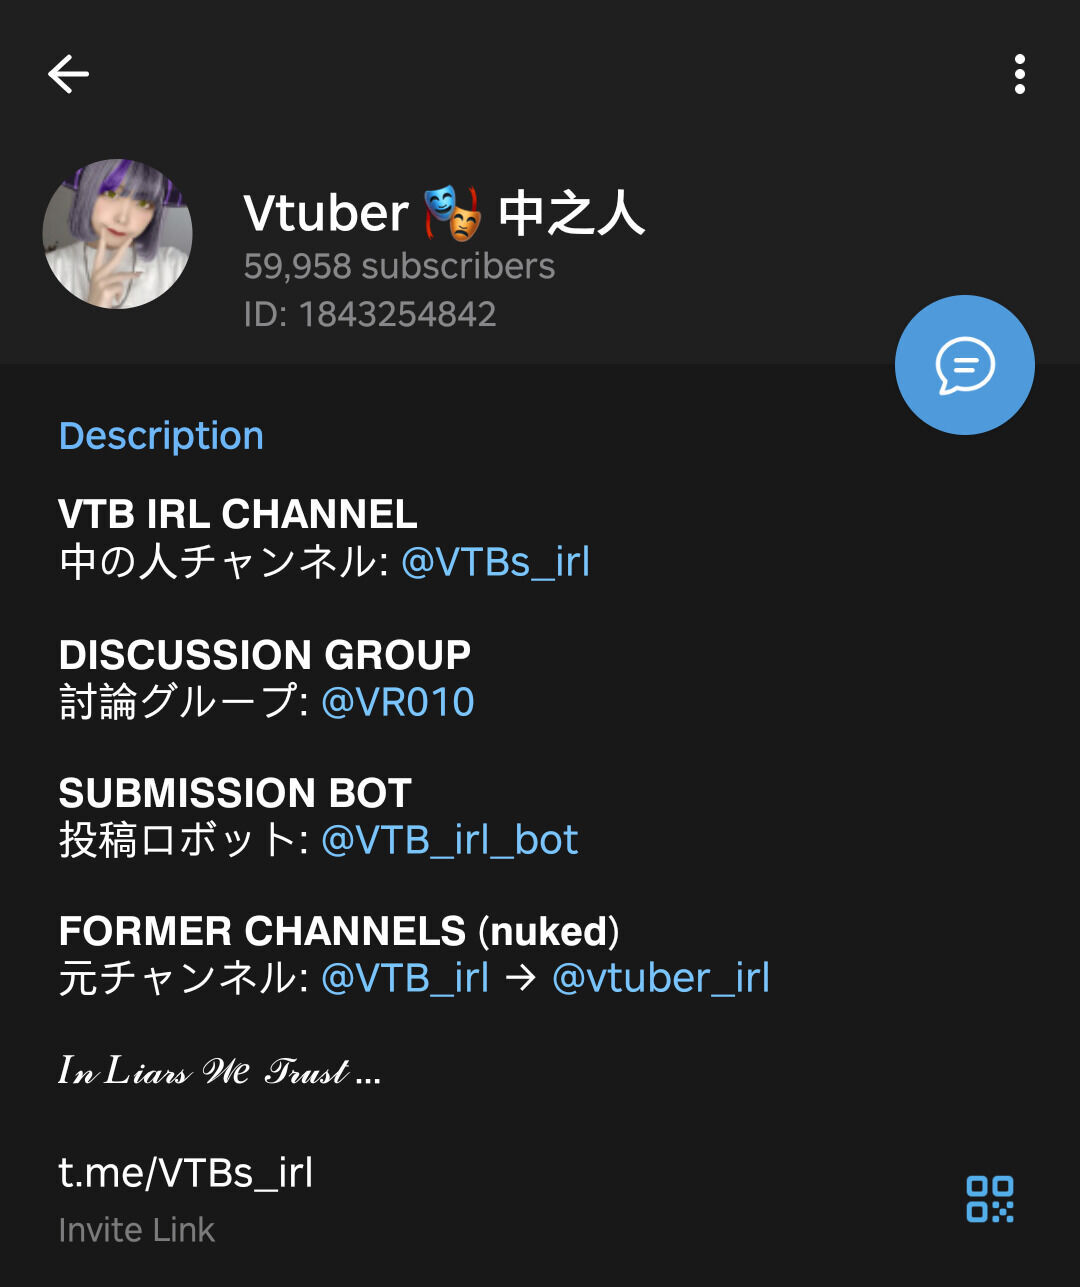 Vtuber 🎭 中之人
59,958 subscribers
ID: 1843254842
Description
VTB IRL CHANNEL
中の人チャンネル: @VTBs_irl
DISCUSSION GROUP
討論グループ: @VR010
SUBMISSION BOT
投稿ロボット: @VTB_irl_bot
FORMER CHANNELS (nuked)
元チャンネル: @VTB_irl → @vtuber_irl
In Liars We Trust...
t.me/VTBs_irl
Invite Link